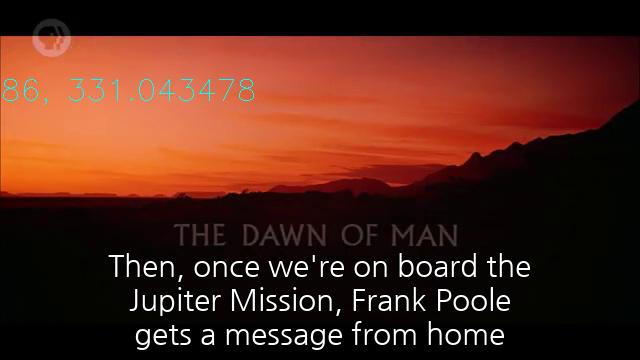 86, 331.043478
THE DAWN OF MAN
Then, once we're on board the
Jupiter Mission, Frank Poole
gets a message from home